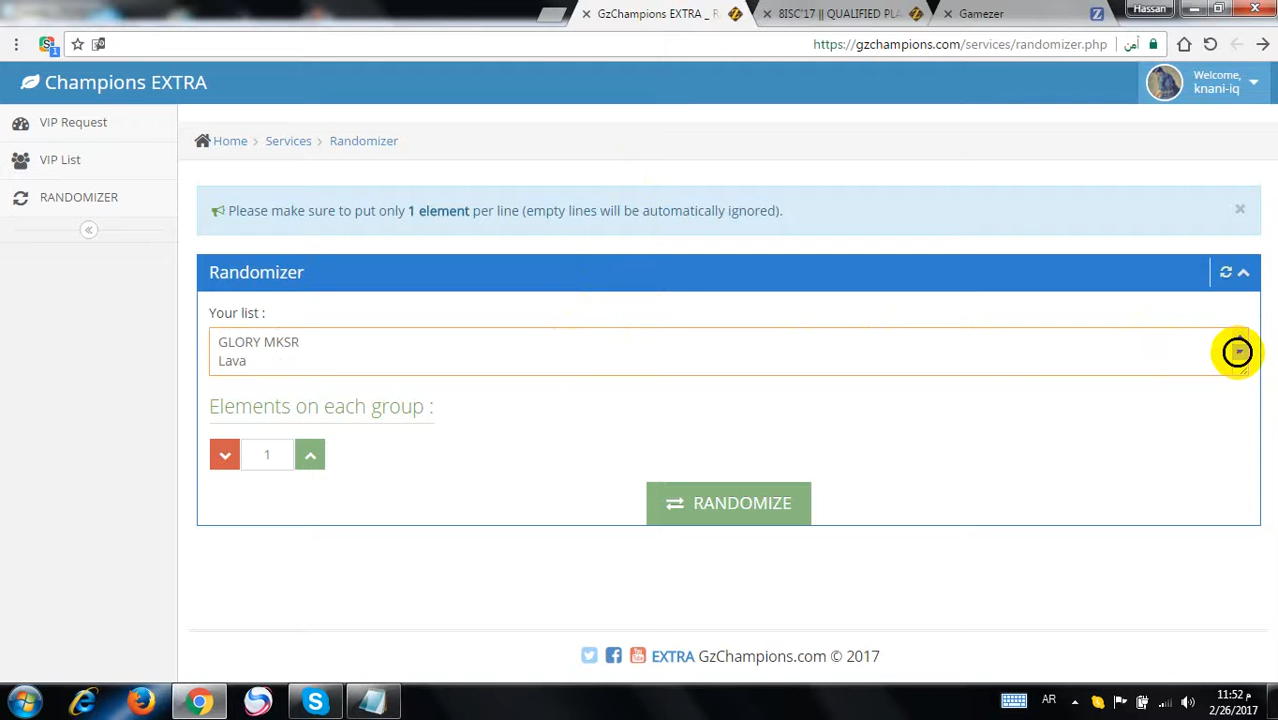 GzChampions EXTRA _ R
8ISC'17 || QUALIFIED PLA
Gamezer
Hassan
https://gzchampions.com/services/randomizer.php
أمن
Champions EXTRA
Welcome,
knani-iq
VIP Request
VIP List
RANDOMIZER
Home > Services > Randomizer
Please make sure to put only 1 element per line (empty lines will be automatically ignored).
Randomizer
Your list :
GLORY MKSR
Lava
Elements on each group :
1
RANDOMIZE
EXTRA GzChampions.com © 2017
AR
11:52 م
2/26/2017